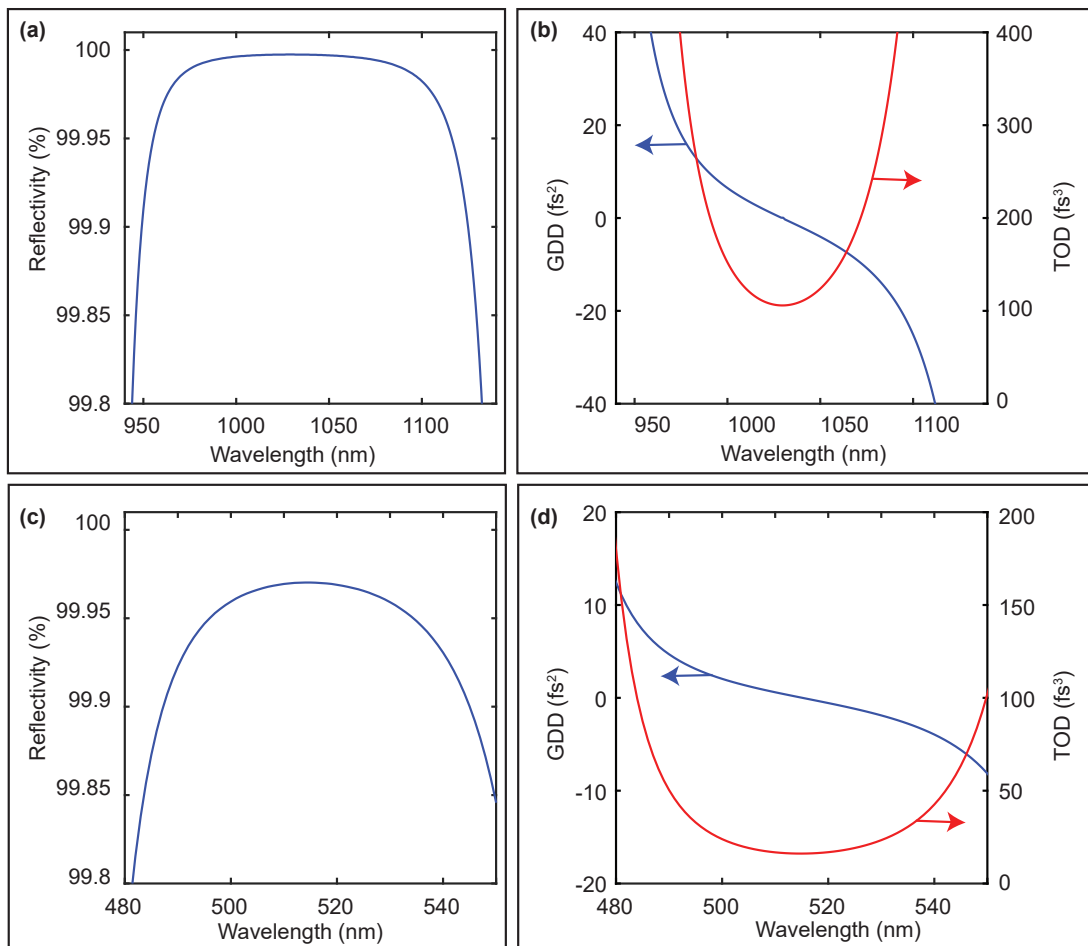 (a)
100
99.95
99.9
99.85
99.8
Reflectivity (%)
950 1000 1050 1100
Wavelength (nm)
(b)
40
20
0
-20
-40
GDD (fs²)
400
300
200
100
0
TOD (fs³)
950 1000 1050 1100
Wavelength (nm)
(c)
100
99.95
99.9
99.85
99.8
Reflectivity (%)
480 500 520 540
Wavelength (nm)
(d)
20
10
0
-10
-20
GDD (fs²)
200
150
100
50
0
TOD (fs³)
480 500 520 540
Wavelength (nm)